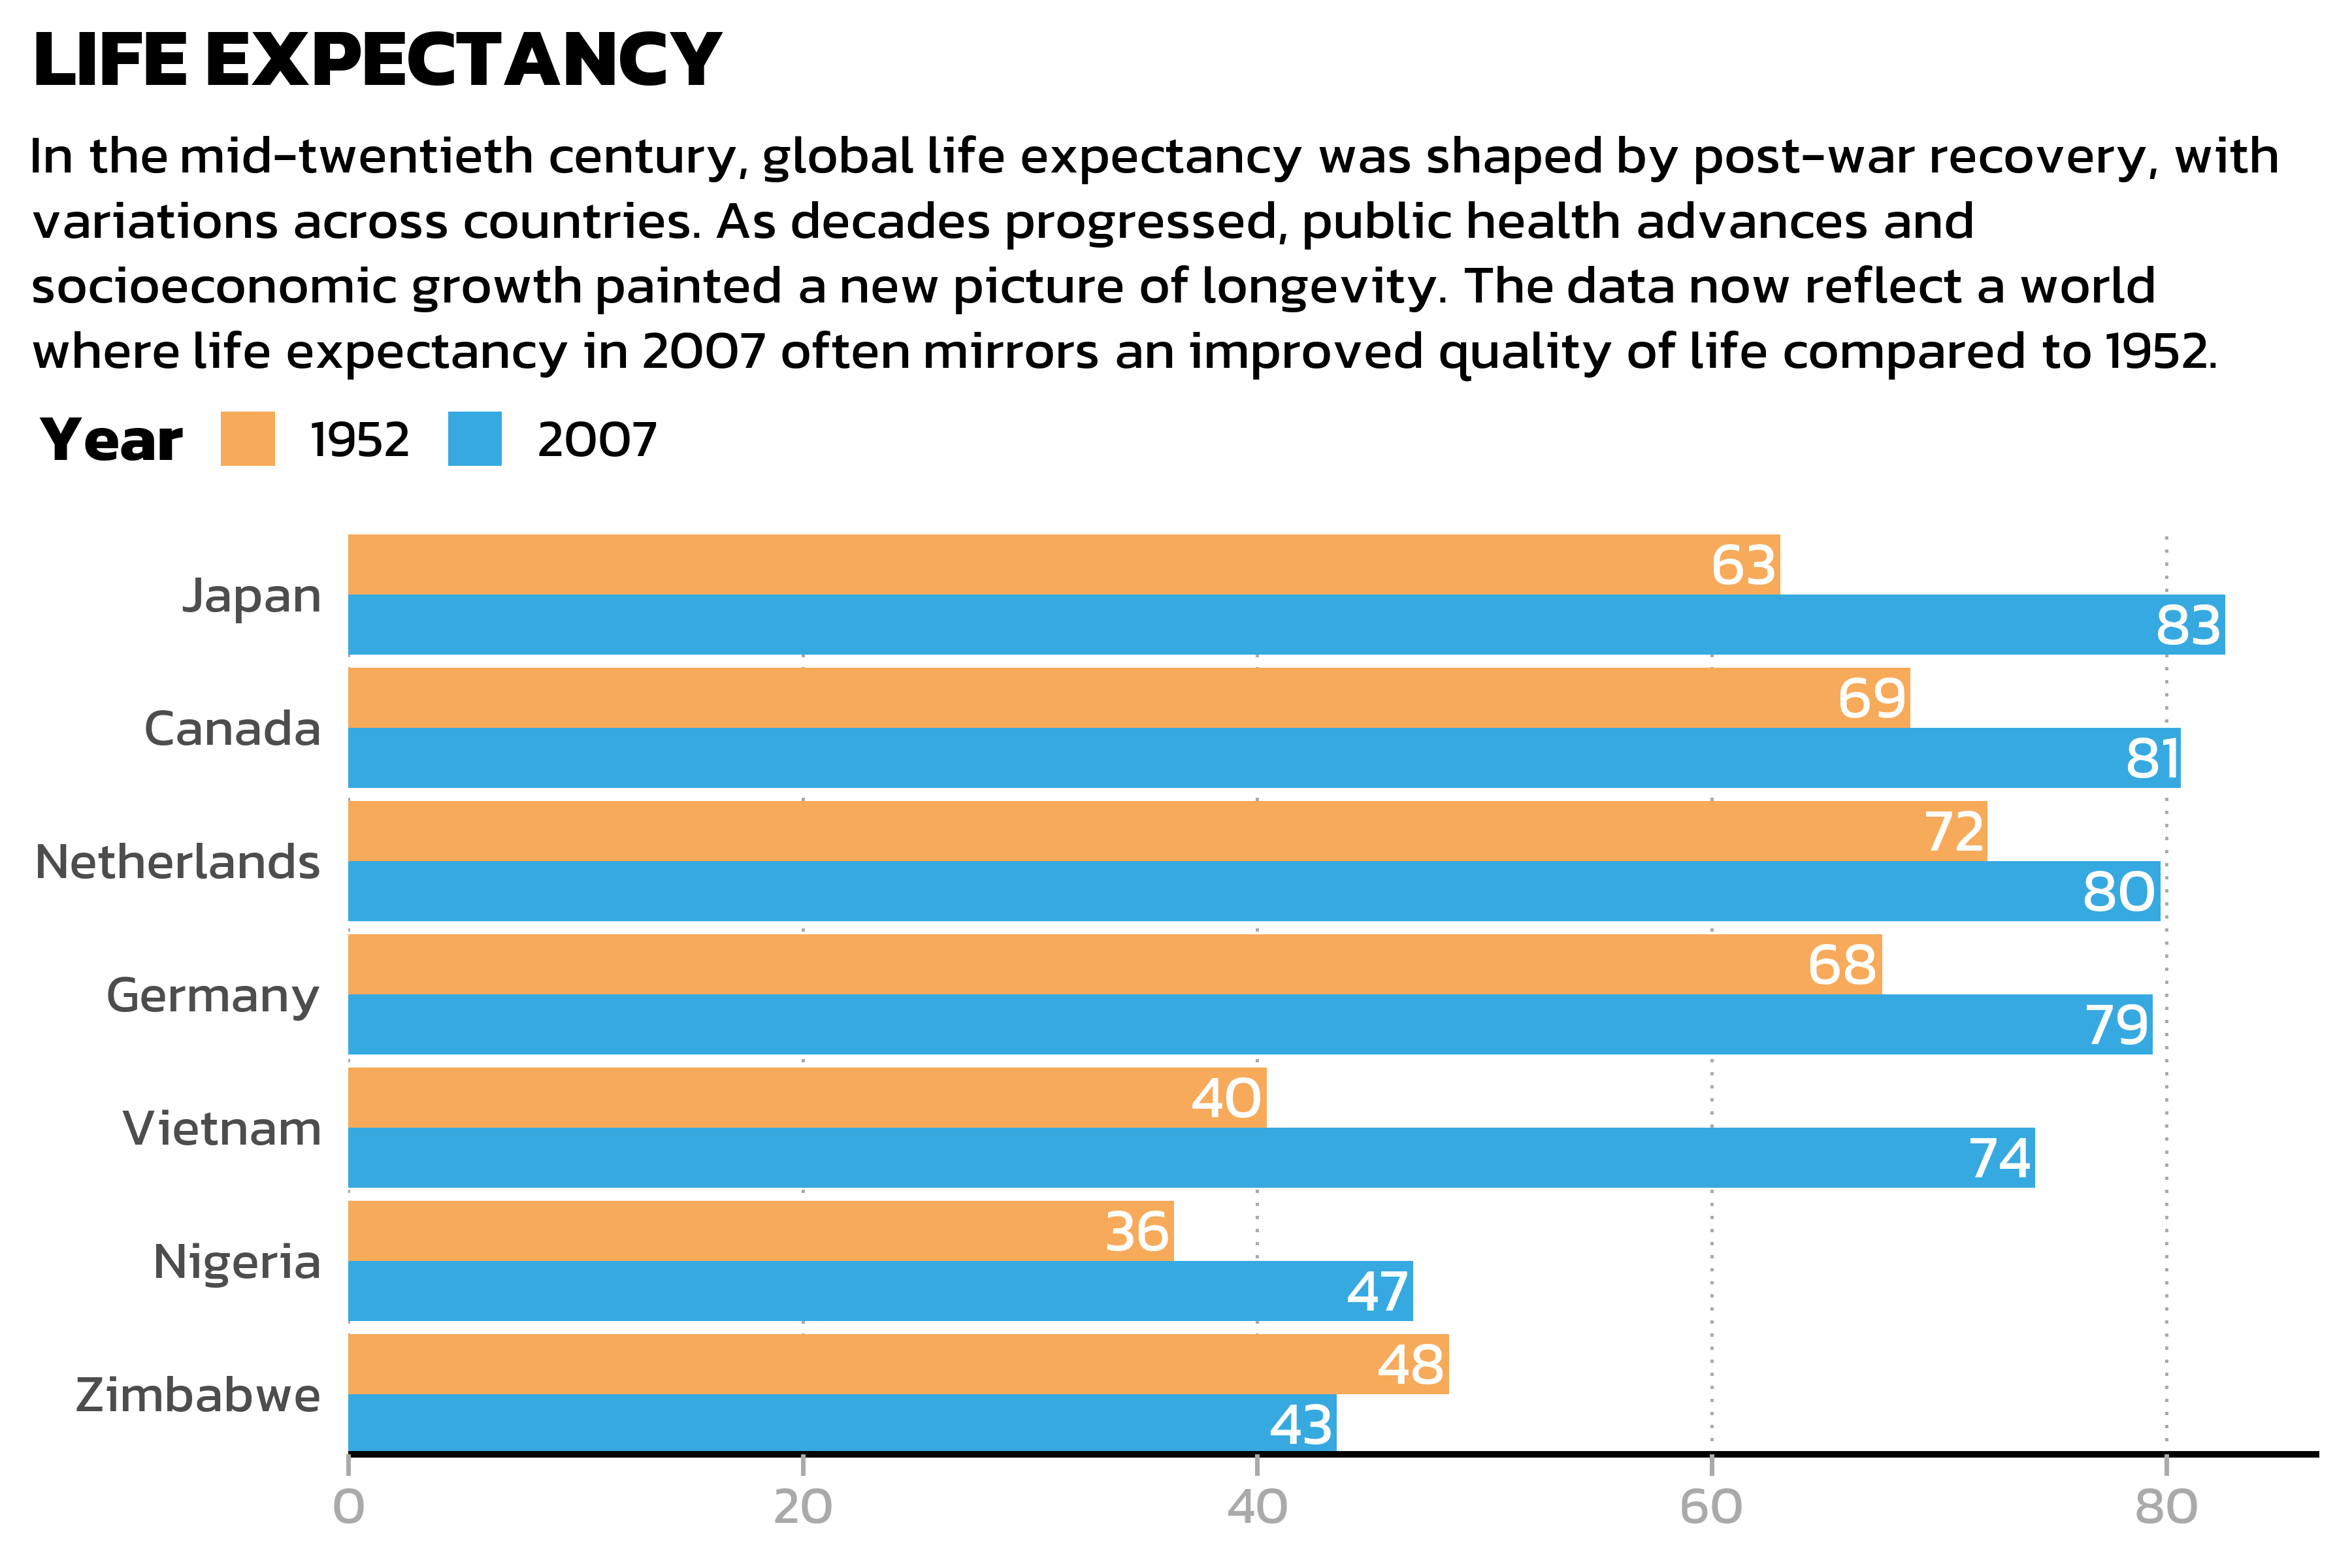 LIFE EXPECTANCY
In the mid-twentieth century, global life expectancy was shaped by post-war recovery, with
variations across countries. As decades progressed, public health advances and
socioeconomic growth painted a new picture of longevity. The data now reflect a world
where life expectancy in 2007 often mirrors an improved quality of life compared to 1952.
Year 1952 2007
63
Japan
83
69
Canada
81
72
Netherlands
80
68
Germany
79
40
Vietnam
74
36
Nigeria
47
48
Zimbabwe
43
0 20 40 60 80